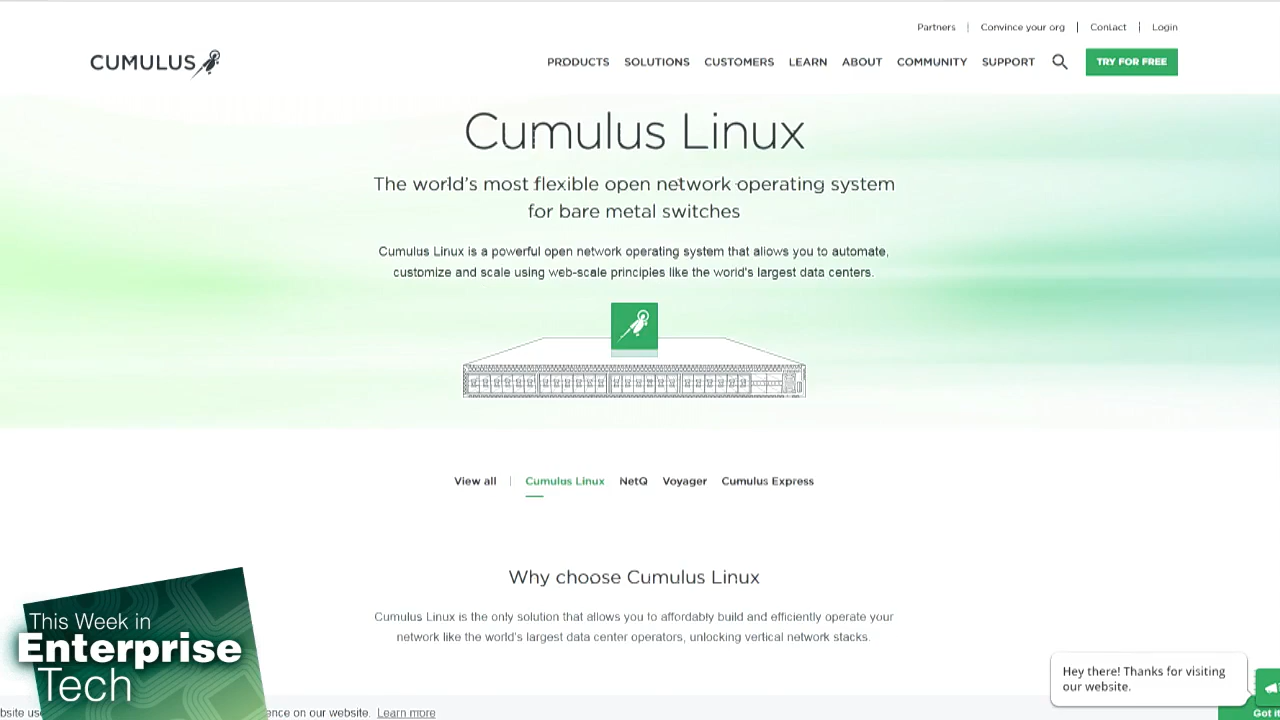 Partners | Convince your org | Contact | Login
CUMULUS
PRODUCTS SOLUTIONS CUSTOMERS LEARN ABOUT COMMUNITY SUPPORT TRY FOR FREE
Cumulus Linux
The world's most flexible open network operating system
for bare metal switches
Cumulus Linux is a powerful open network operating system that allows you to automate,
customize and scale using web-scale principles like the world's largest data centers.
View all | Cumulus Linux NetQ Voyager Cumulus Express
Why choose Cumulus Linux
Cumulus Linux is the only solution that allows you to affordably build and efficiently operate your
network like the world's largest data center operators, unlocking vertical network stacks.
This Week in
Enterprise
Tech
Hey there! Thanks for visiting
our website.
on our website. Learn more
Got it